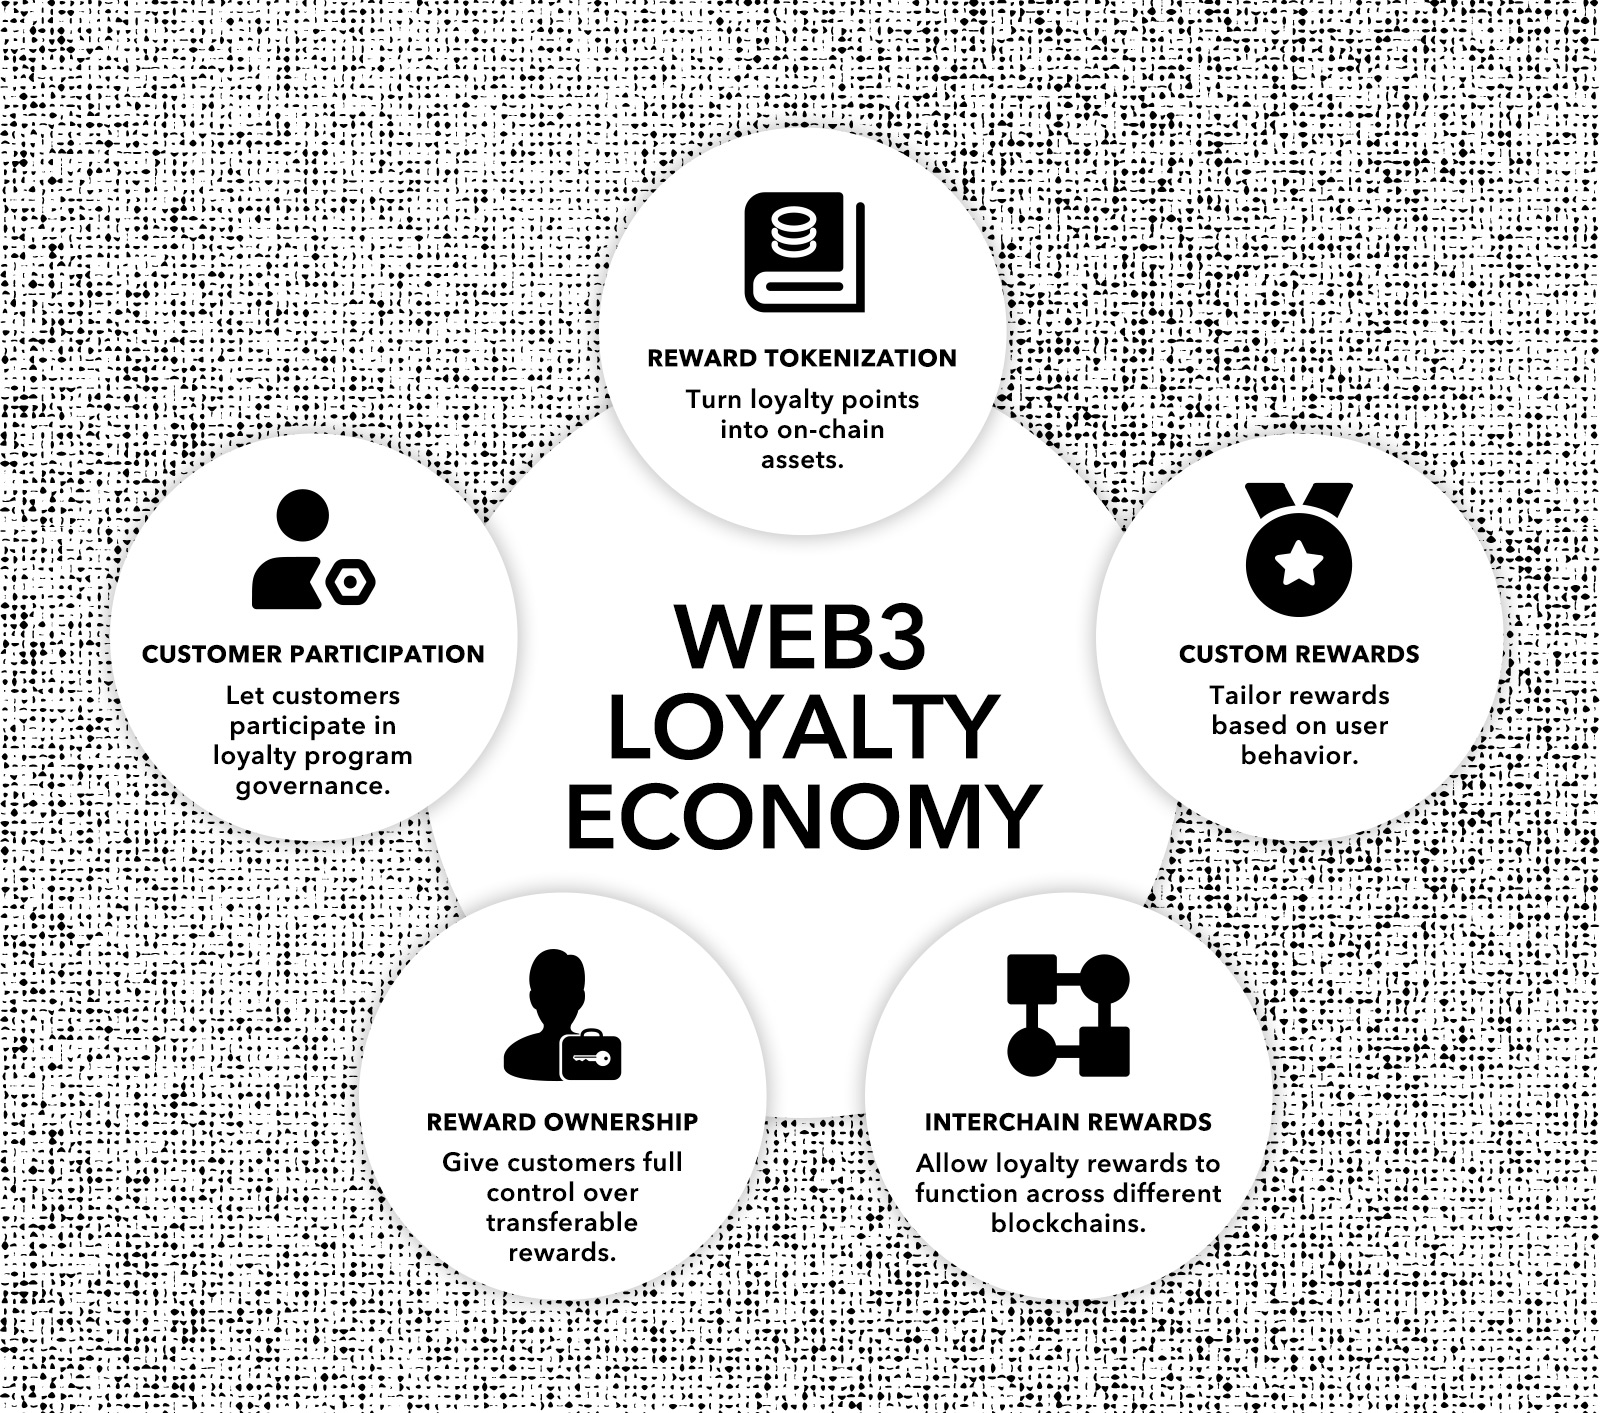 REWARD TOKENIZATION
Turn loyalty points
into on-chain
assets.
CUSTOMER PARTICIPATION
Let customers
participate in
loyalty program
governance.
WEB3
LOYALTY
ECONOMY
CUSTOM REWARDS
Tailor rewards
based on user
behavior.
REWARD OWNERSHIP
Give customers full
control over
transferable
rewards.
INTERCHAIN REWARDS
Allow loyalty rewards to
function across different
blockchains.